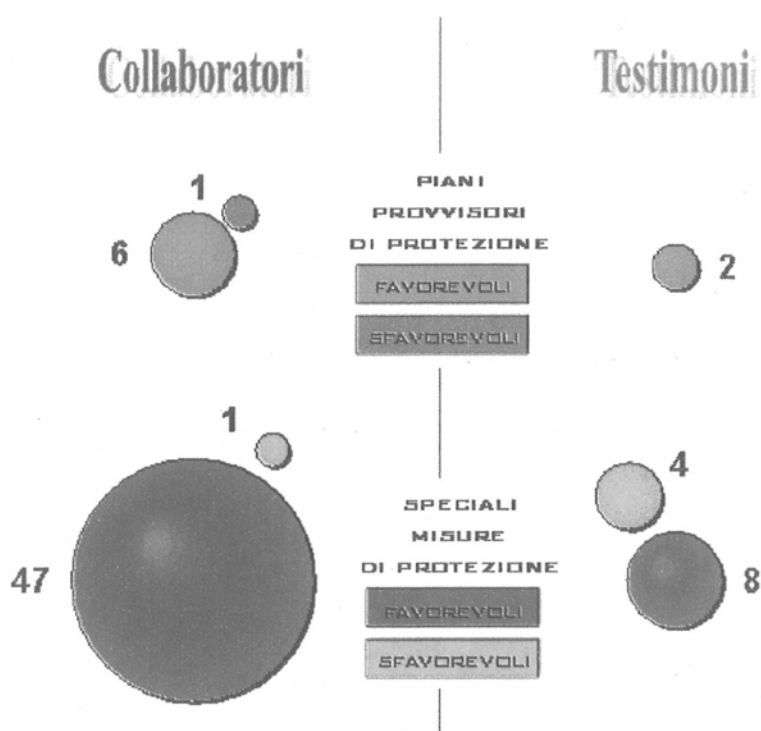 Collaboratori
Testimoni
1
6
PIANI
PROVVISORI
DI PROTEZIONE
FAVOREVOLI
SFAVOREVOLI
2
1
47
SPECIALI
MISURE
DI PROTEZIONE
FAVOREVOLI
SFAVOREVOLI
4
8